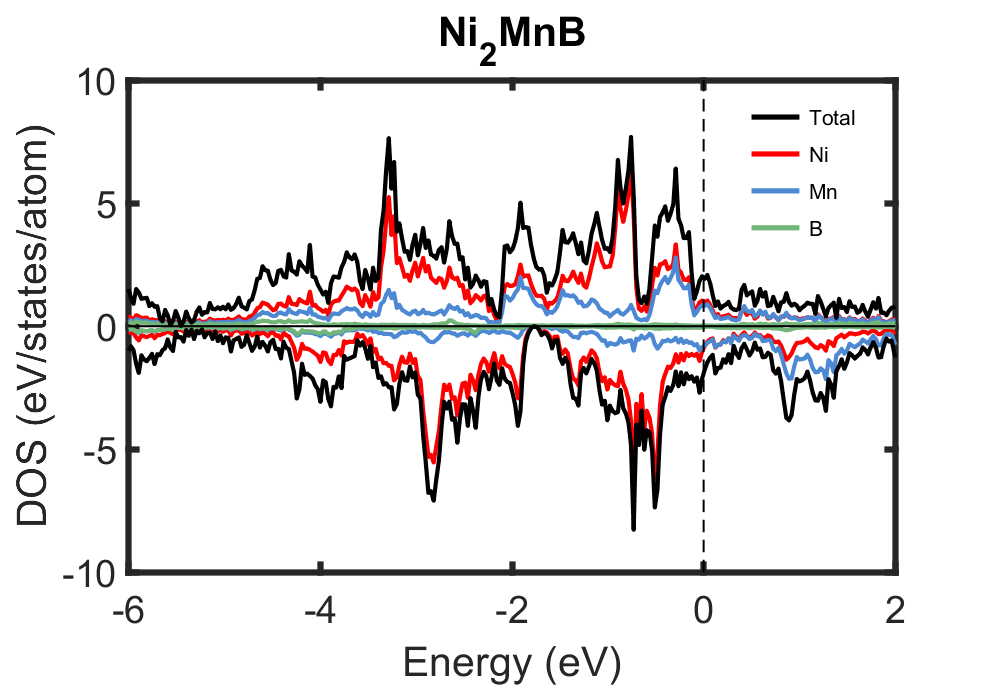 Ni₂MnB
10
5
0
-5
-10
DOS (eV/states/atom)
Total
Ni
Mn
B
-6 -4 -2 0 2
Energy (eV)